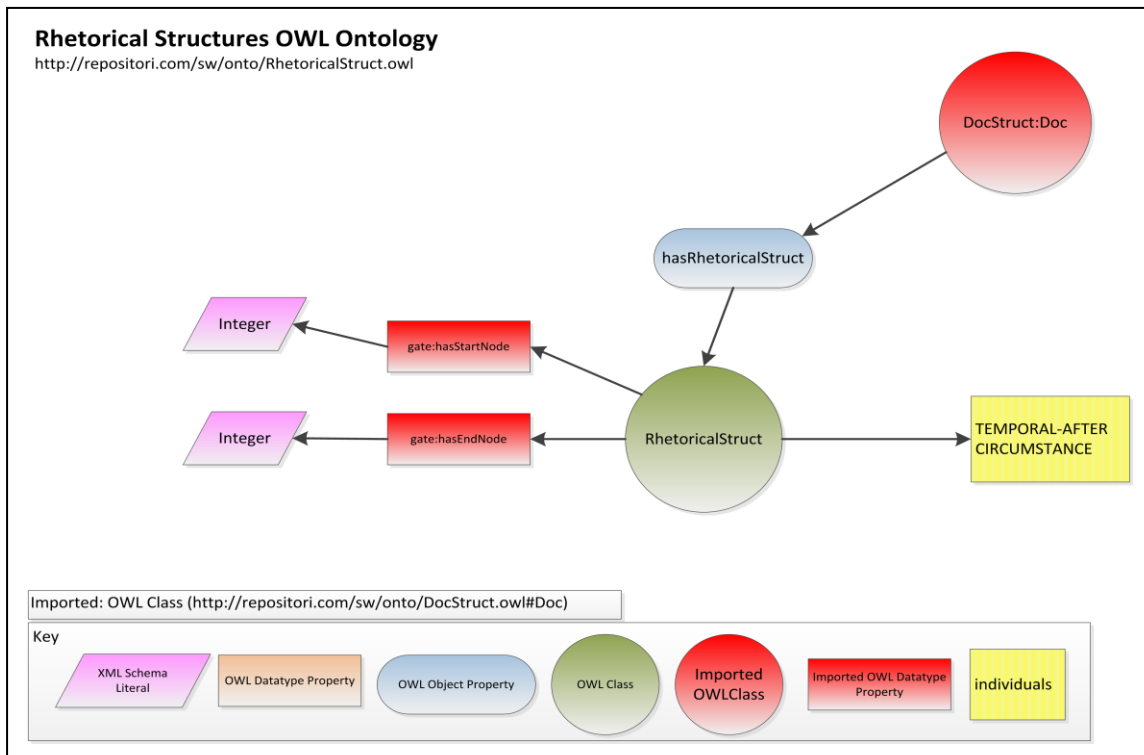 Rhetorical Structures OWL Ontology
http://repositori.com/sw/onto/RhetoricalStruct.owl
DocStruct:Doc
hasRhetoricalStruct
Integer
gate:hasStartNode
Integer
gate:hasEndNode
RhetoricalStruct
TEMPORAL-AFTER
CIRCUMSTANCE
Imported: OWL Class (http://repositori.com/sw/onto/DocStruct.owl#Doc)
Key
XML Schema
Literal
OWL Datatype Property
OWL Object Property
OWL Class
Imported
OWLClass
Imported OWL Datatype
Property
individuals